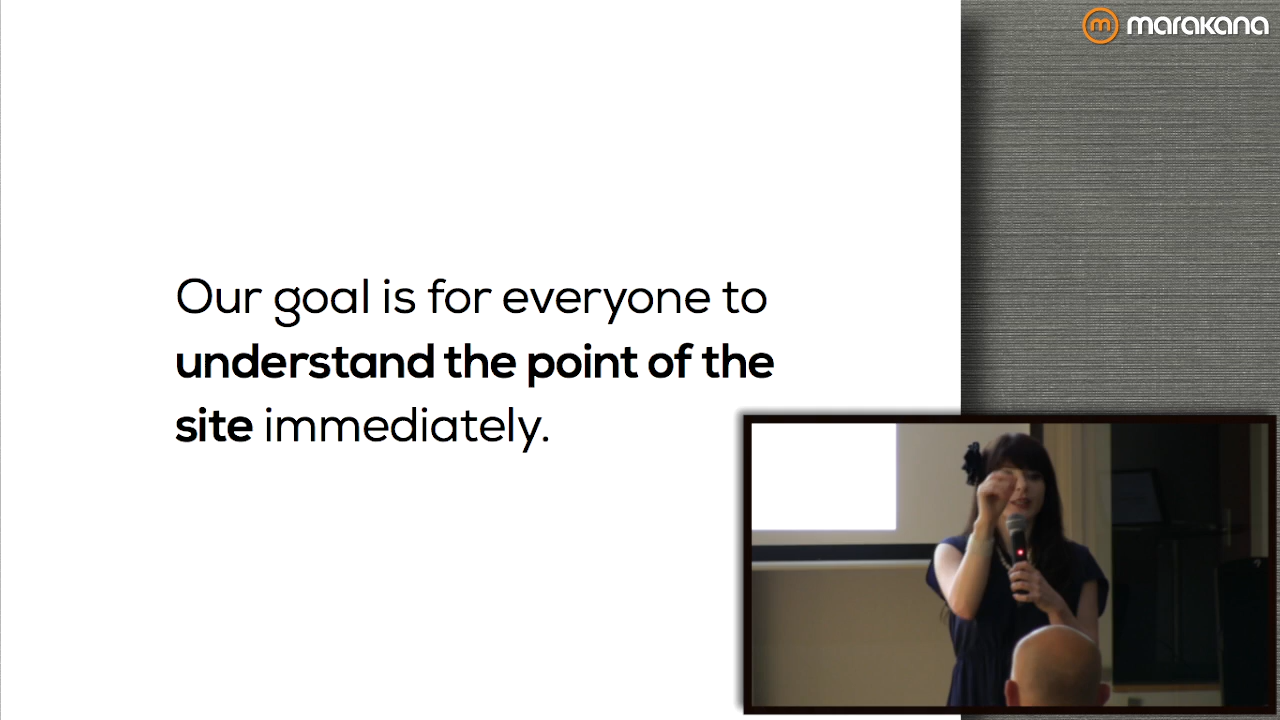 marakana
Our goal is for everyone to
understand the point of the
site immediately.